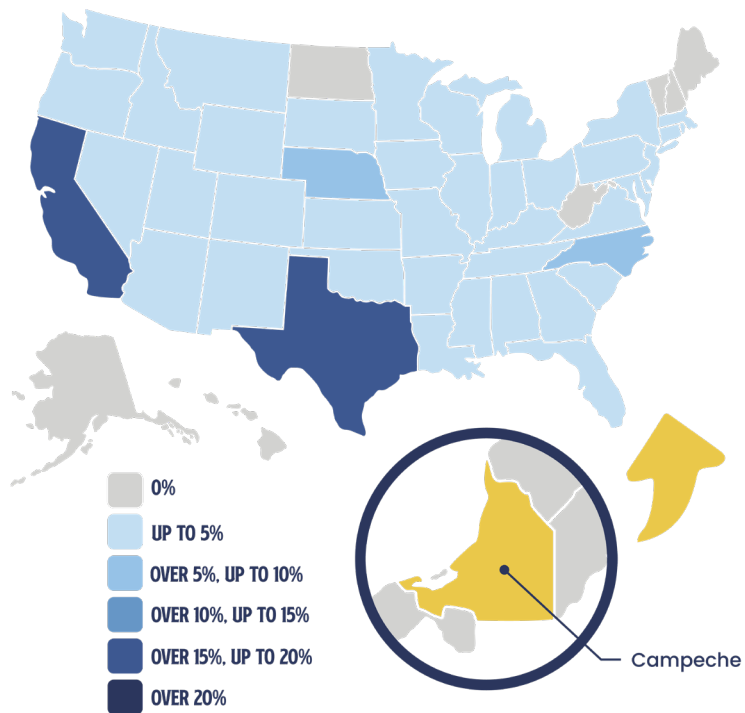 0%
UP TO 5%
OVER 5%, UP TO 10%
OVER 10%, UP TO 15%
OVER 15%, UP TO 20%
OVER 20%
Campeche